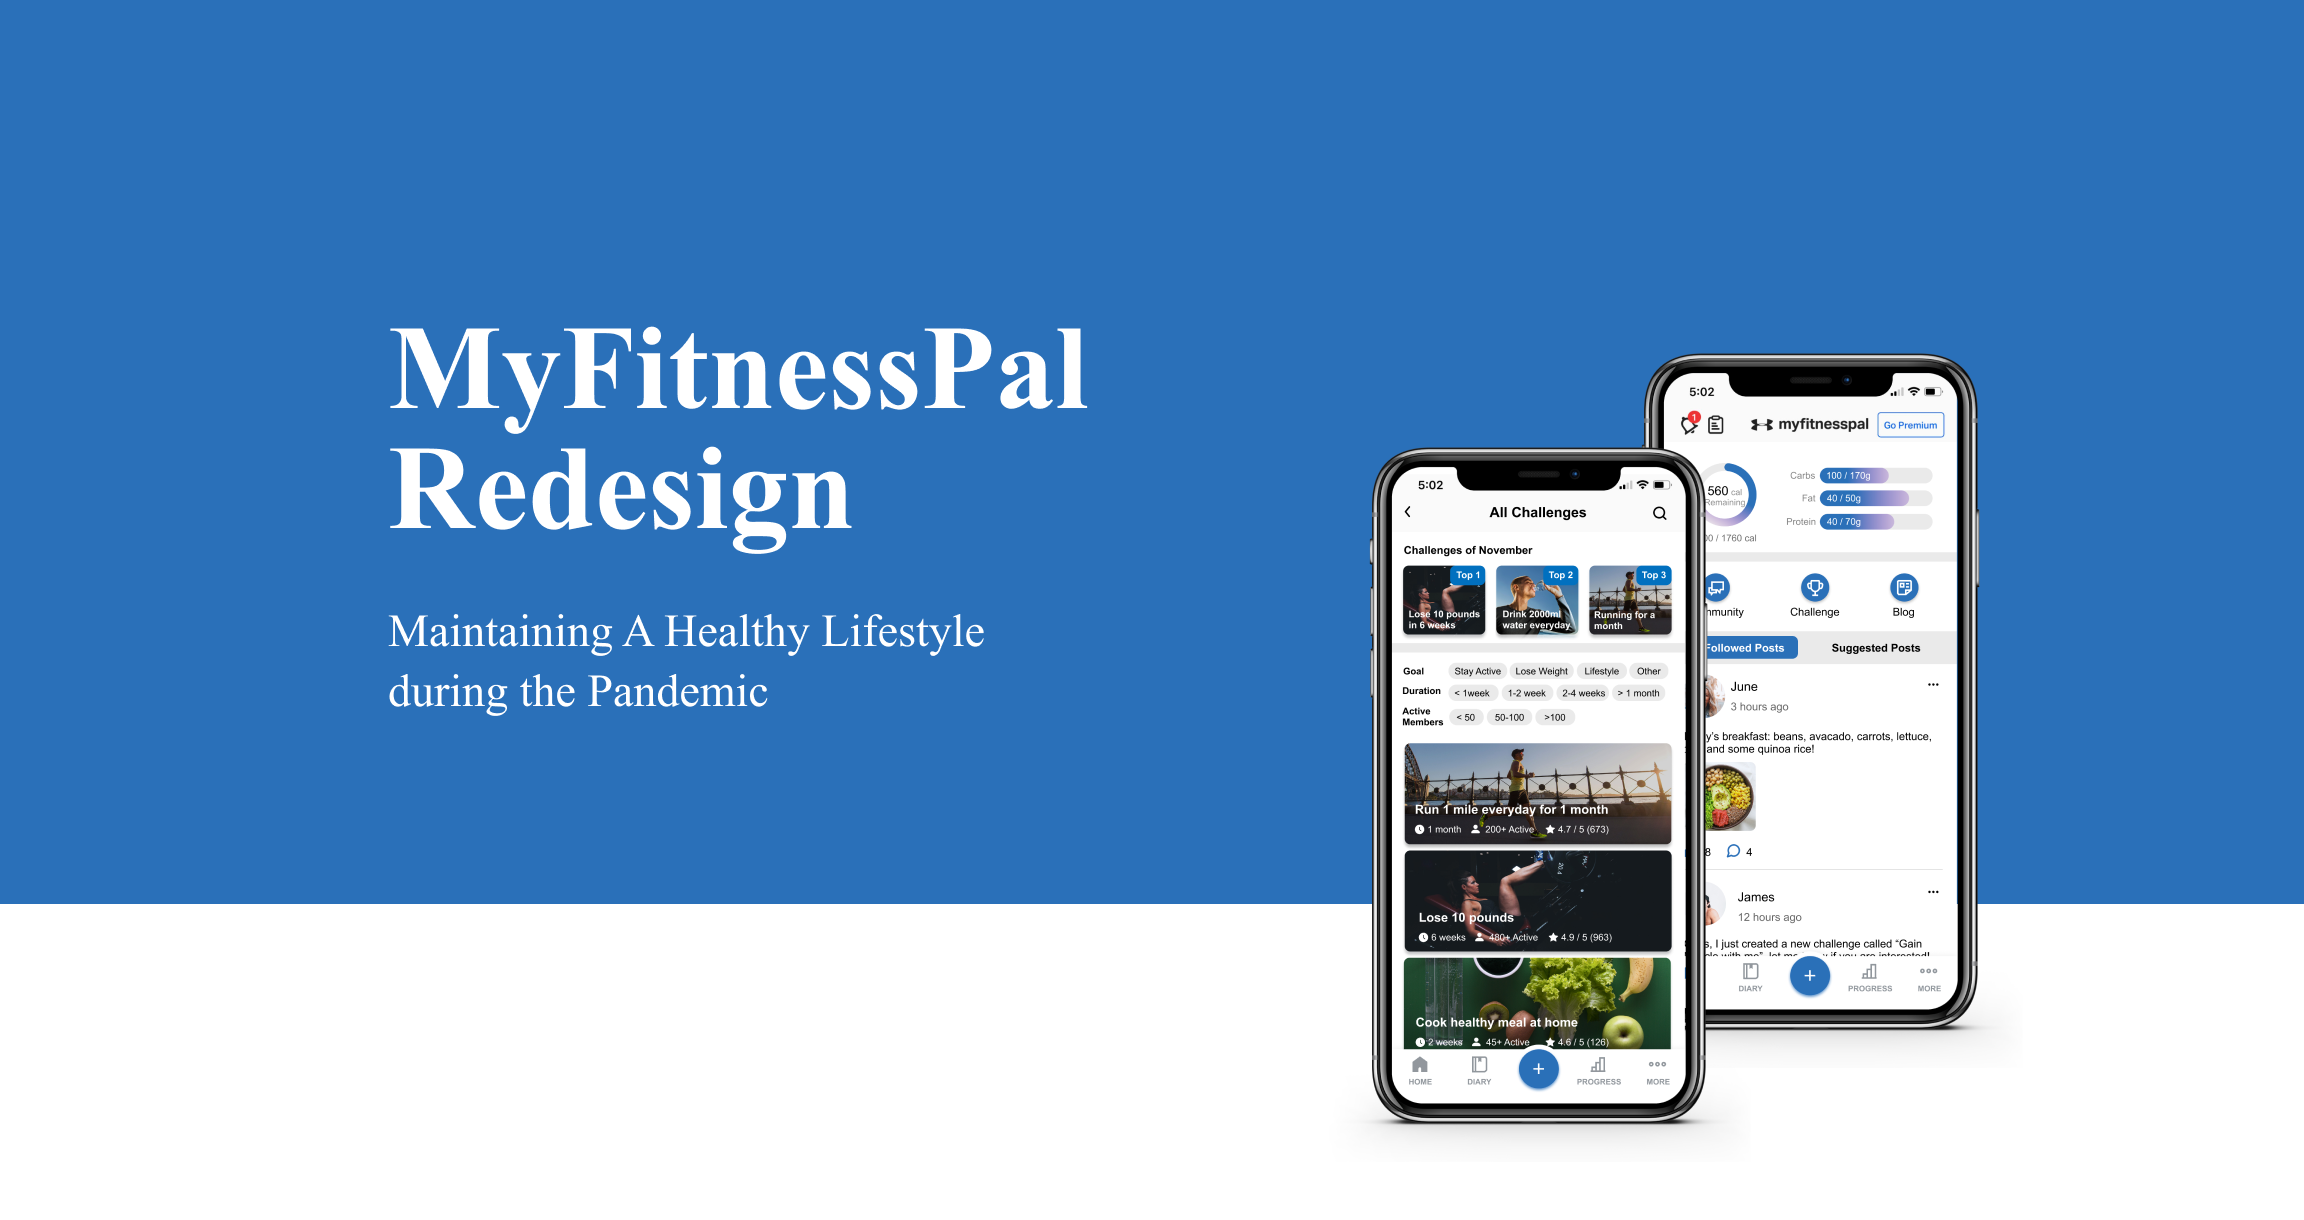 MyFitnessPal
Redesign
Maintaining A Healthy Lifestyle
during the Pandemic
5:02
All Challenges
Challenges of November
Top 1
Lose 10 pounds
in 6 weeks
Top 2
Drink 2000ml
water everyday
Top 3
Running for a
month
Goal Stay Active Lose Weight Lifestyle Other
Duration < 1week 1-2 week 2-4 weeks > 1 month
Active
Members < 50 50-100 >100
Run 1 mile everyday for 1 month
1 month 200+ Active 4.7 / 5 (673)
Lose 10 pounds
6 weeks 480+ Active 4.9 / 5 (963)
Cook healthy meal at home
2 weeks 45+ Active 4.6 / 5 (126)
HOME DIARY + PROGRESS MORE
5:02
1 myfitnesspal Go Premium
560 cal
Remaining
0 / 1760 cal
Carbs 100 / 170g
Fat 40 / 50g
Protein 40 / 70g
Challenge Blog
Followed Posts Suggested Posts
June
3 hours ago
breakfast: beans, avacado, carrots, lettuce,
and some quinoa rice!
8 4
James
12 hours ago
I just created a new challenge called “Gain
with me”, let
if you are interested!
DIARY + PROGRESS MORE